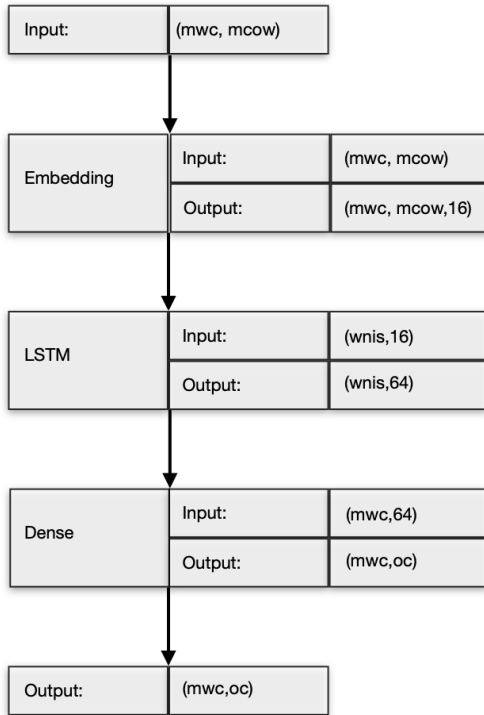 Input: (mwc, mcow)
Embedding
Input: (mwc, mcow)
Output: (mwc, mcow,16)
LSTM
Input: (wnis,16)
Output: (wnis,64)
Dense
Input: (mwc,64)
Output: (mwc,oc)
Output: (mwc,oc)